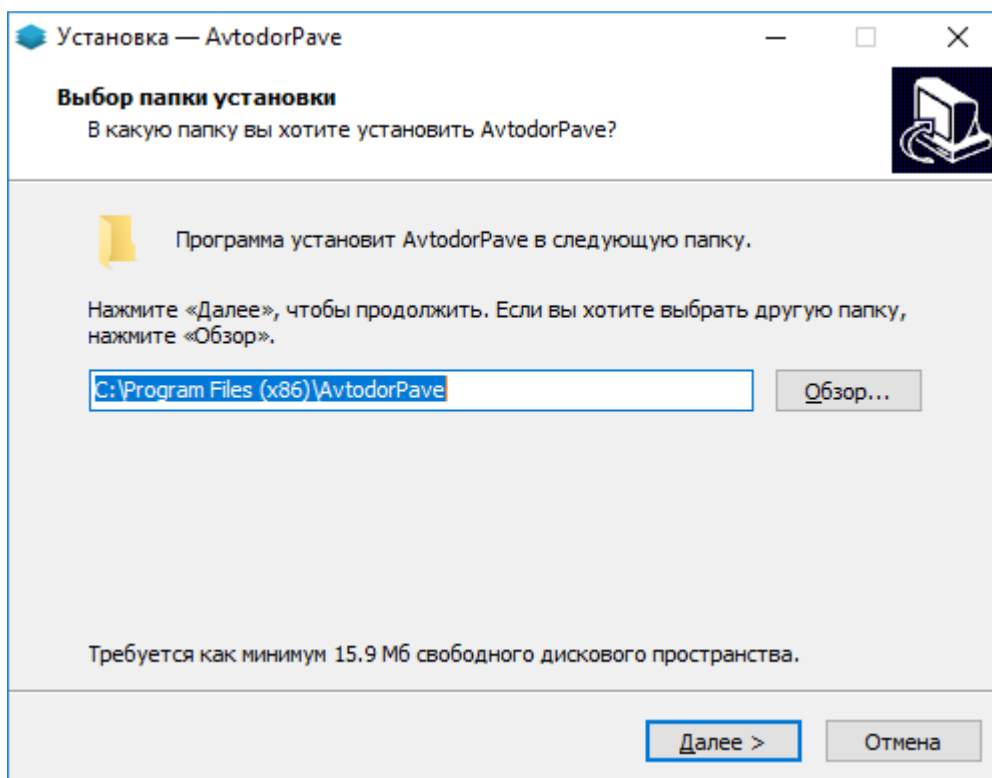 Установка — AvtodorPave
Выбор папки установки
В какую папку вы хотите установить AvtodorPave?
Программа установит AvtodorPave в следующую папку.
Нажмите «Далее», чтобы продолжить. Если вы хотите выбрать другую папку,
нажмите «Обзор».
C:\Program Files (x86)\AvtodorPave
Обзор...
Требуется как минимум 15.9 Мб свободного дискового пространства.
Далее >
Отмена